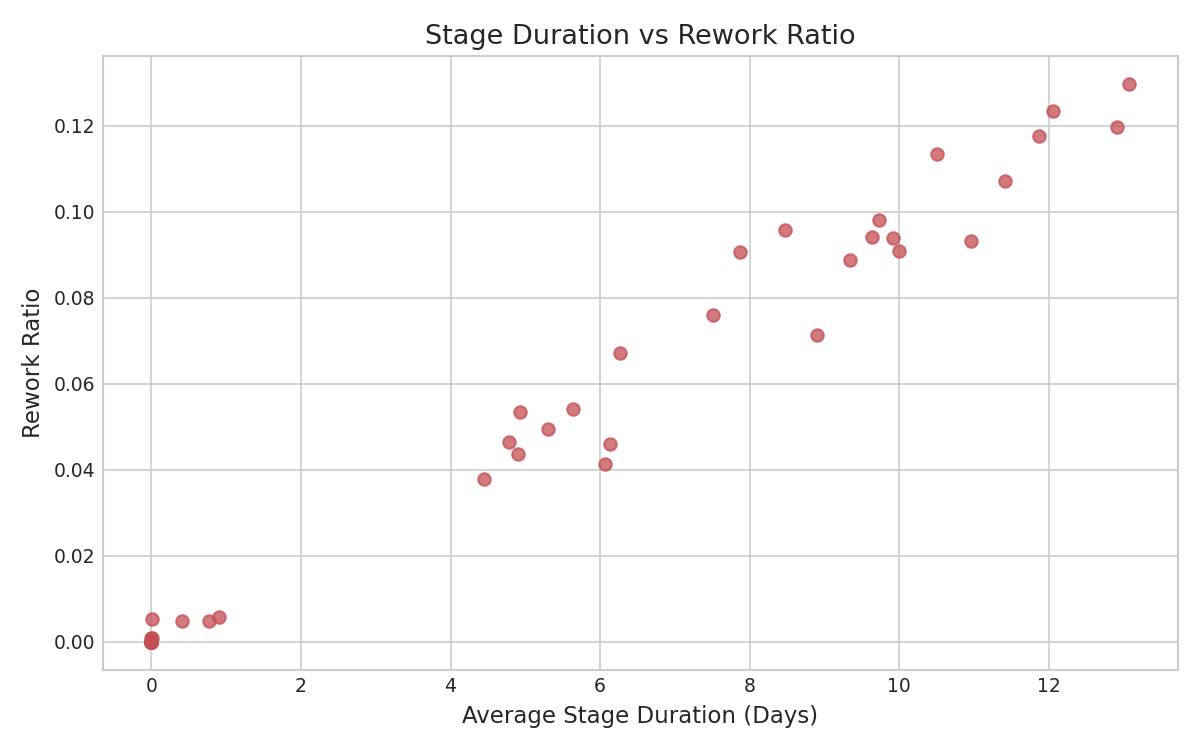 Stage Duration vs Rework Ratio
Rework Ratio
0.12
0.10
0.08
0.06
0.04
0.02
0.00
0 2 4 6 8 10 12
Average Stage Duration (Days)